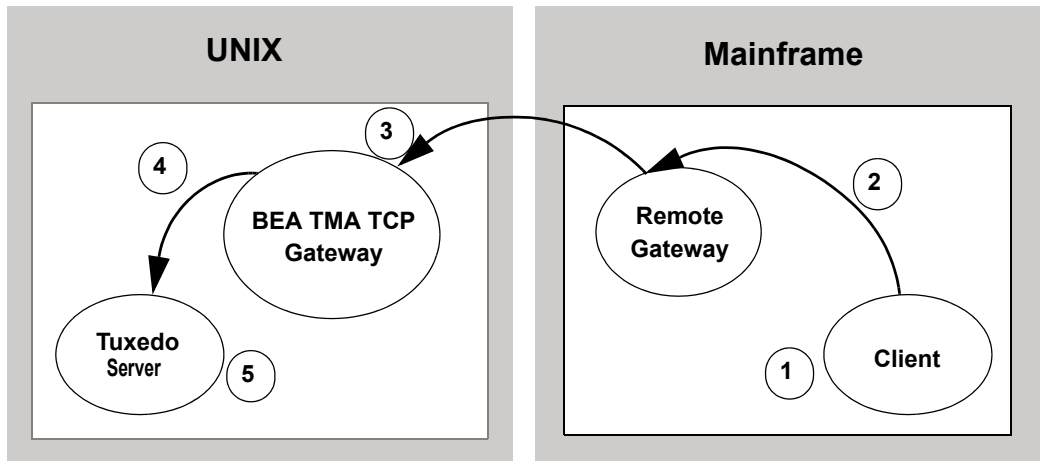 UNIX
Mainframe
3
4
2
BEA TMA TCP
Gateway
Remote
Gateway
Tuxedo
Server
5
1
Client